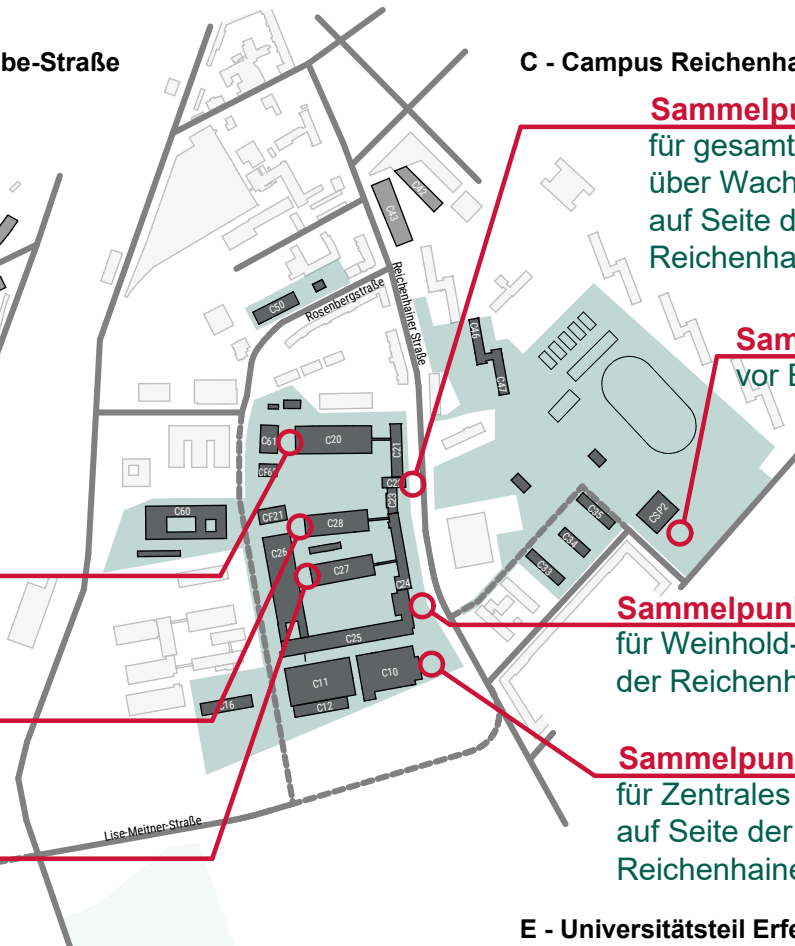 be-Straße
C - Campus Reichenha
Sammelpu
für gesamt
über Wach
auf Seite d
Reichenha
C42
C43
Reichenhainer Straße
Rosenbergstraße
C50
C46
C47
Sam
vor E
C61
C20
C21
C22
C23
C60
CF21
C28
C26
C27
C24
C35
C34
C33
CSP2
C25
Sammelpun
für Weinhold-
der Reichenh
C11
C10
C16
C12
Sammelpun
für Zentrales
auf Seite der
Reichenhaine
Lise-Meitner-Straße
E - Universitätsteil Erfe